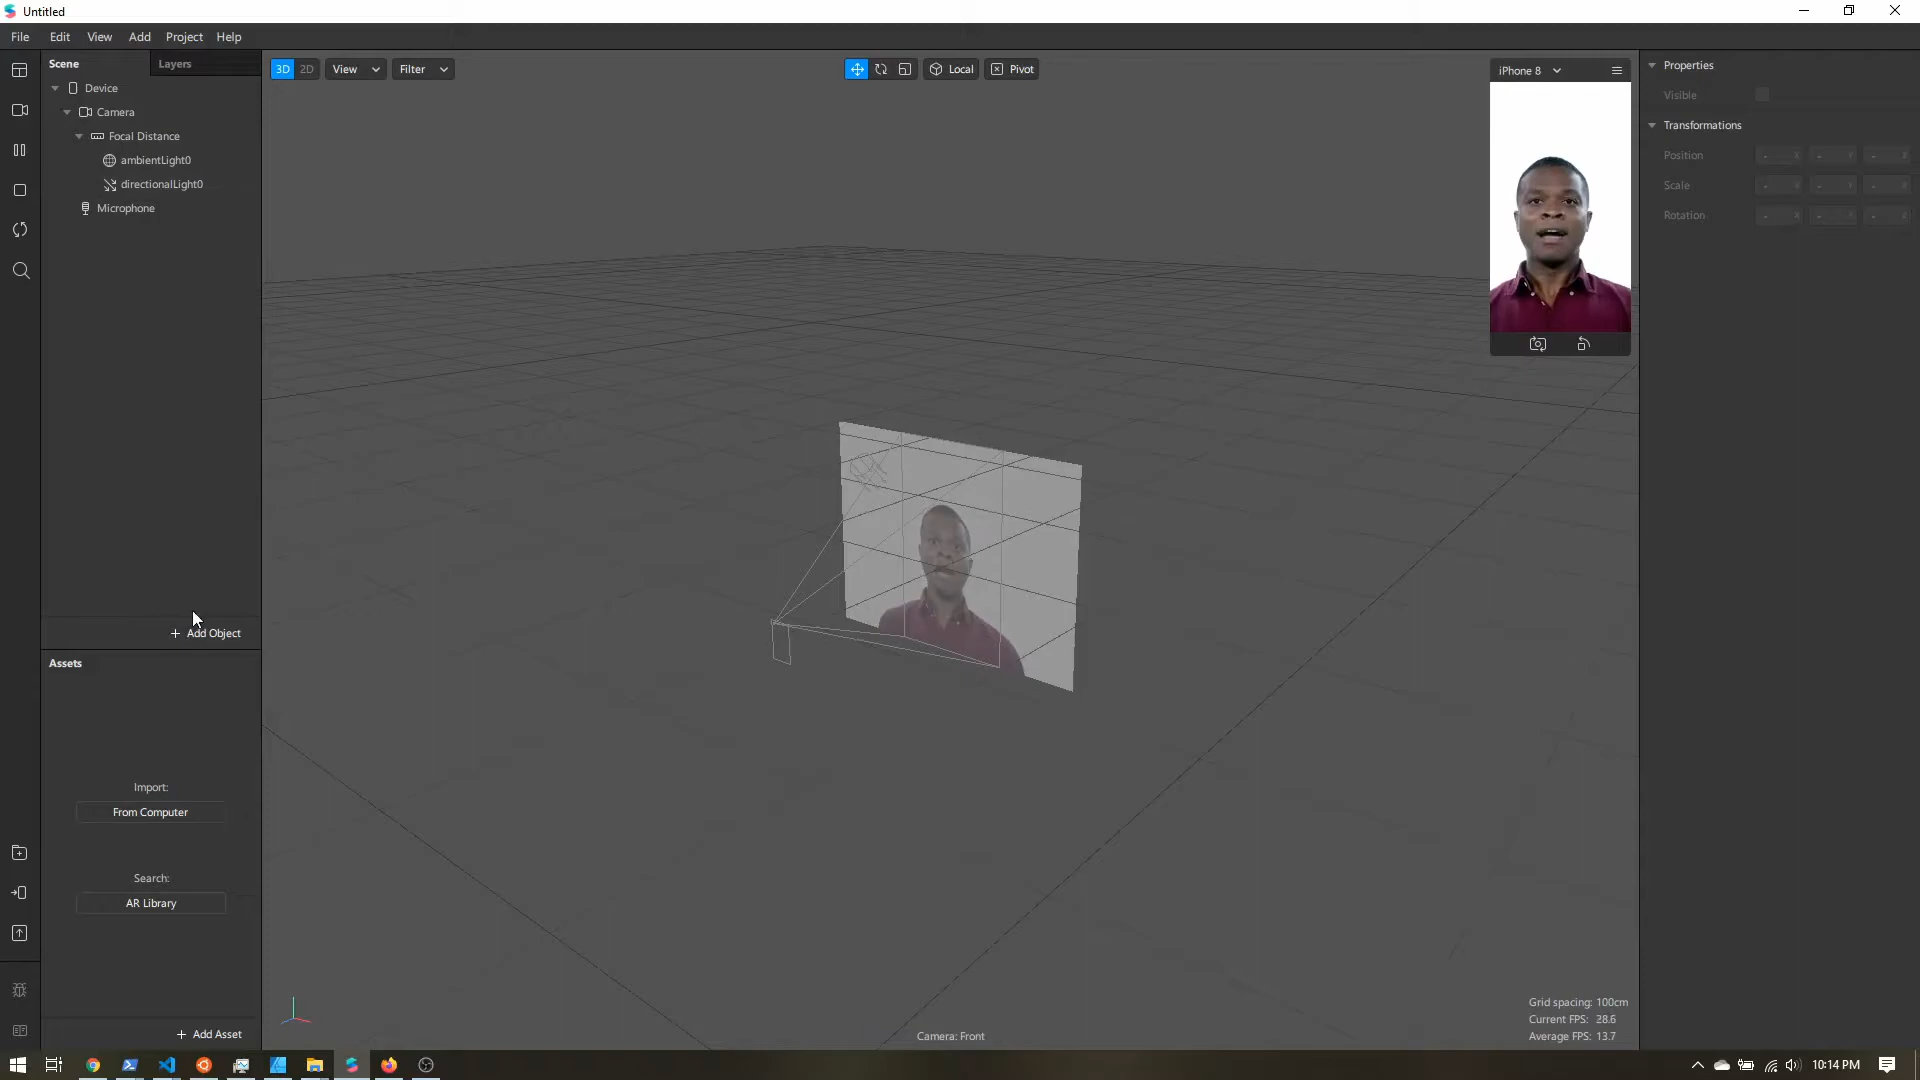 Untitled
File Edit View Add Project Help
Scene Layers
Device
Camera
Focal Distance
ambientLight0
directionalLight0
Microphone
+ Add Object
Assets
Import:
From Computer
Search:
AR Library
+ Add Asset
3D 2D View Filter
Local Pivot
iPhone 8
Camera: Front
Grid spacing: 100cm
Current FPS: 28.6
Average FPS: 13.7
Properties
Visible
Transformations
Position - X - Y - Z
Scale - X - Y - Z
Rotation - X - Y - Z
10:14 PM